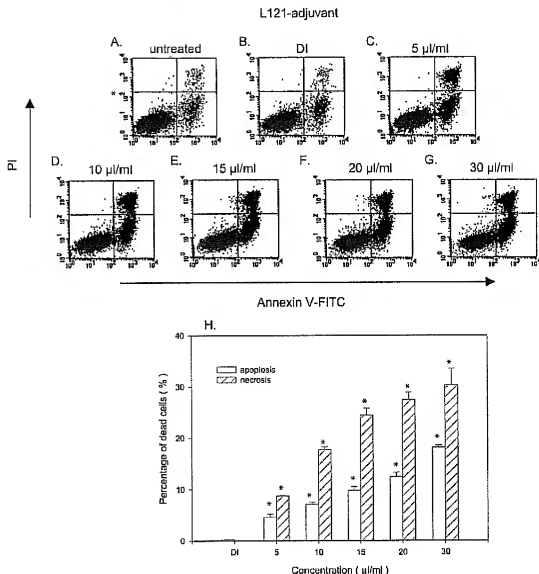 L121-adjuvant
A. untreated
B. DI
C. 5 µl/ml
D. 10 µl/ml
E. 15 µl/ml
F. 20 µl/ml
G. 30 µl/ml
PI
Annexin V-FITC
H.
apoplosis
necrosis
Percentage of dead cells ( % )
40
30
20
10
0
DI 5 10 15 20 30
Concentration ( µl/ml )